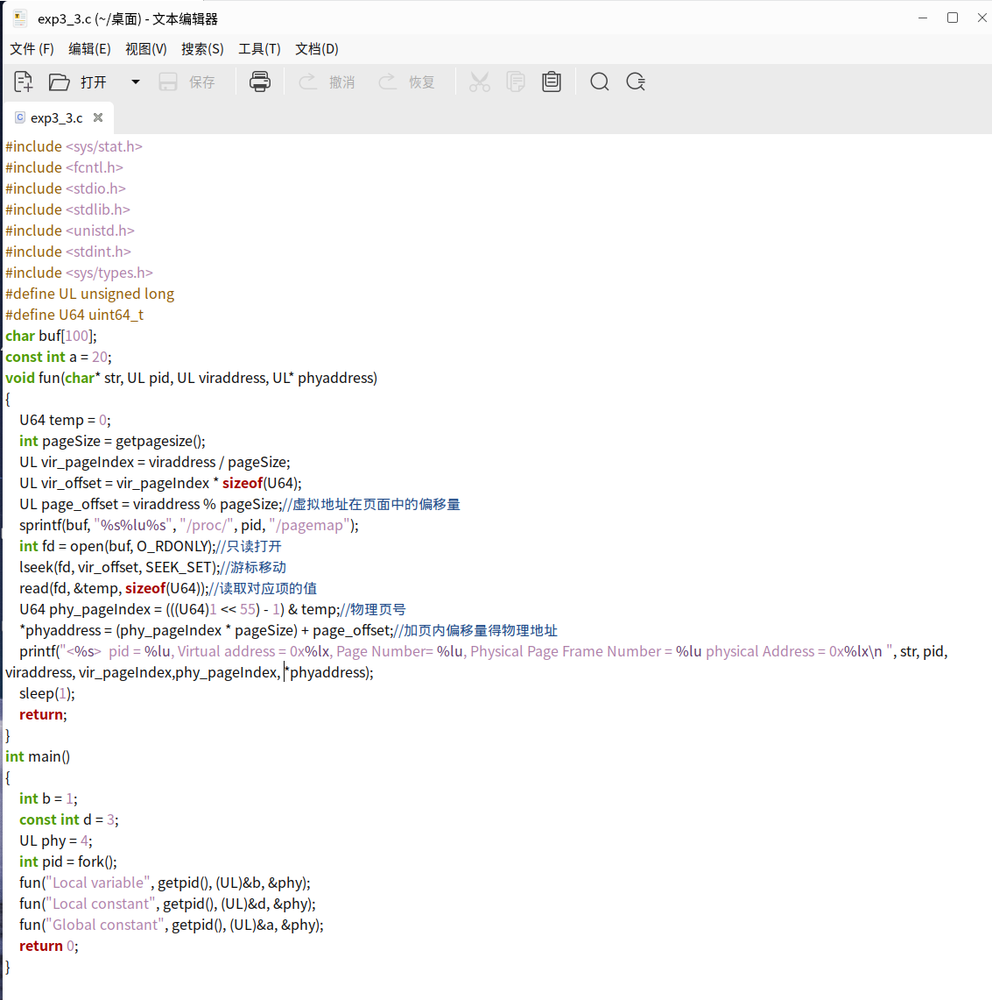 exp3_3.c (~/桌面) - 文本编辑器
文件 (F) 编辑(E) 视图(V) 搜索(S) 工具(T) 文档(D)
打开 保存 撤消 恢复
exp3_3.c
#include <sys/stat.h>
#include <fcntl.h>
#include <stdio.h>
#include <stdlib.h>
#include <unistd.h>
#include <stdint.h>
#include <sys/types.h>
#define UL unsigned long
#define U64 uint64_t
char buf[100];
const int a = 20;
void fun(char* str, UL pid, UL viraddress, UL* phyaddress)
{
    U64 temp = 0;
    int pageSize = getpagesize();
    UL vir_pageIndex = viraddress / pageSize;
    UL vir_offset = vir_pageIndex * sizeof(U64);
    UL page_offset = viraddress % pageSize;//虚拟地址在页面中的偏移量
    sprintf(buf, "%s%lu%s", "/proc/", pid, "/pagemap");
    int fd = open(buf, O_RDONLY);//只读打开
    lseek(fd, vir_offset, SEEK_SET);//游标移动
    read(fd, &temp, sizeof(U64));//读取对应项的值
    U64 phy_pageIndex = (((U64)1 << 55) - 1) & temp;//物理页号
    *phyaddress = (phy_pageIndex * pageSize) + page_offset;//加页内偏移量得物理地址
    printf("<%s>  pid = %lu, Virtual address = 0x%lx, Page Number= %lu, Physical Page Frame Number = %lu physical Address = 0x%lx\n ", str, pid,
viraddress, vir_pageIndex,phy_pageIndex, *phyaddress);
    sleep(1);
    return;
}
int main()
{
    int b = 1;
    const int d = 3;
    UL phy = 4;
    int pid = fork();
    fun("Local variable", getpid(), (UL)&b, &phy);
    fun("Local constant", getpid(), (UL)&d, &phy);
    fun("Global constant", getpid(), (UL)&a, &phy);
    return 0;
}